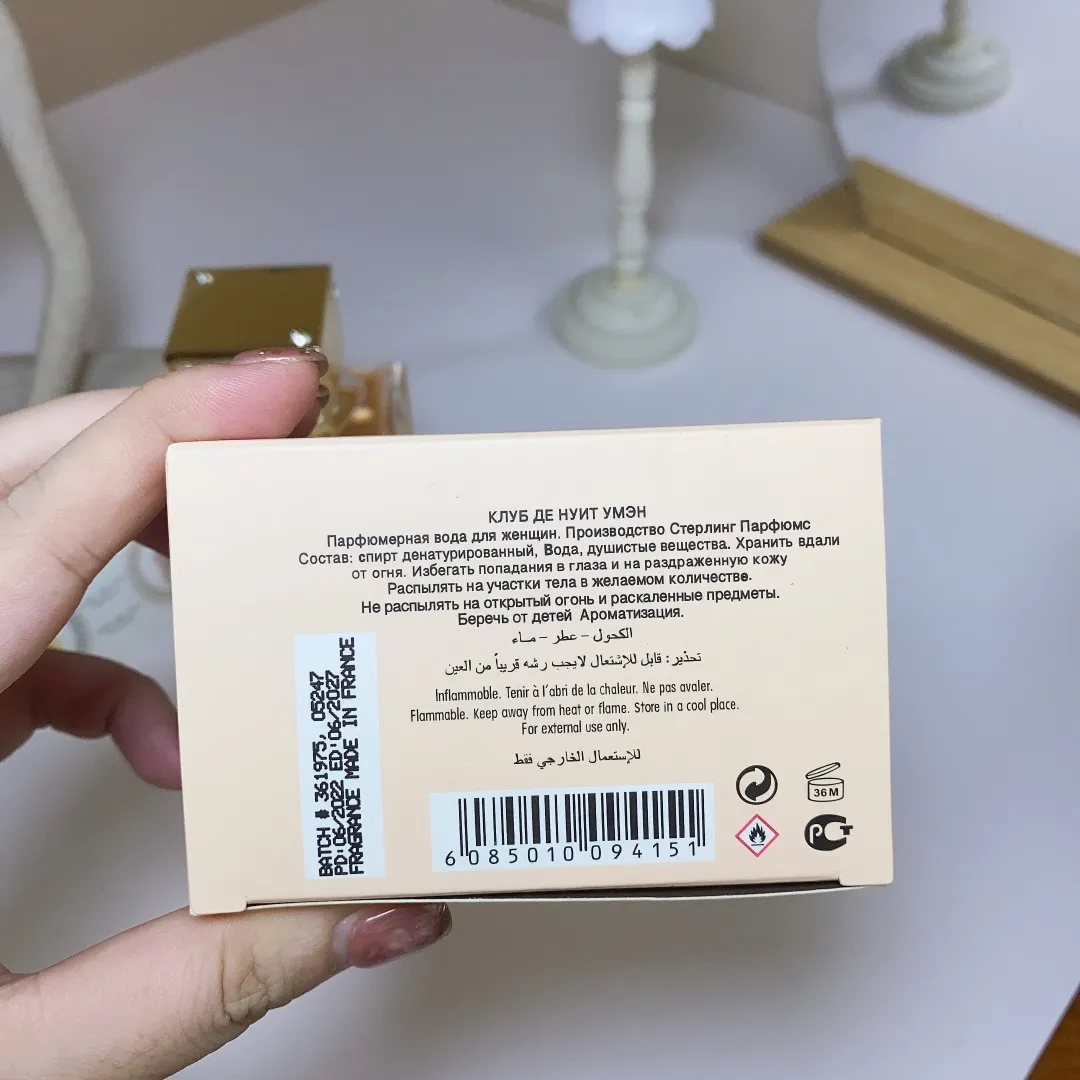 КЛУБ ДЕ НУИТ УМЭН
Парфюмерная вода для женщин. Производство Стерлинг Парфюмс
Состав: спирт денатурированный, Вода, душистые вещества. Хранить вдали
от огня. Избегать попадания в глаза и на раздраженную кожу
Распылять на участки тела в желаемом количестве.
Не распылять на открытый огонь и раскаленные предметы.
Беречь от детей Ароматизация.
الكحول - عطر - مـاء
تحذير: قابل للإشتعال لايجب رشه قريباً من العين
Inflammable. Tenir à l'abri de la chaleur. Ne pas avaler.
Flammable. Keep away from heat or flame. Store in a cool place.
For external use only.
للإستعمال الخارجي فقط
BATCH # 361975, 05247
PD:06/2022 ED:06/2027
FRAGRANCE MADE IN FRANCE
6 085010 094151
36 M
РСТ